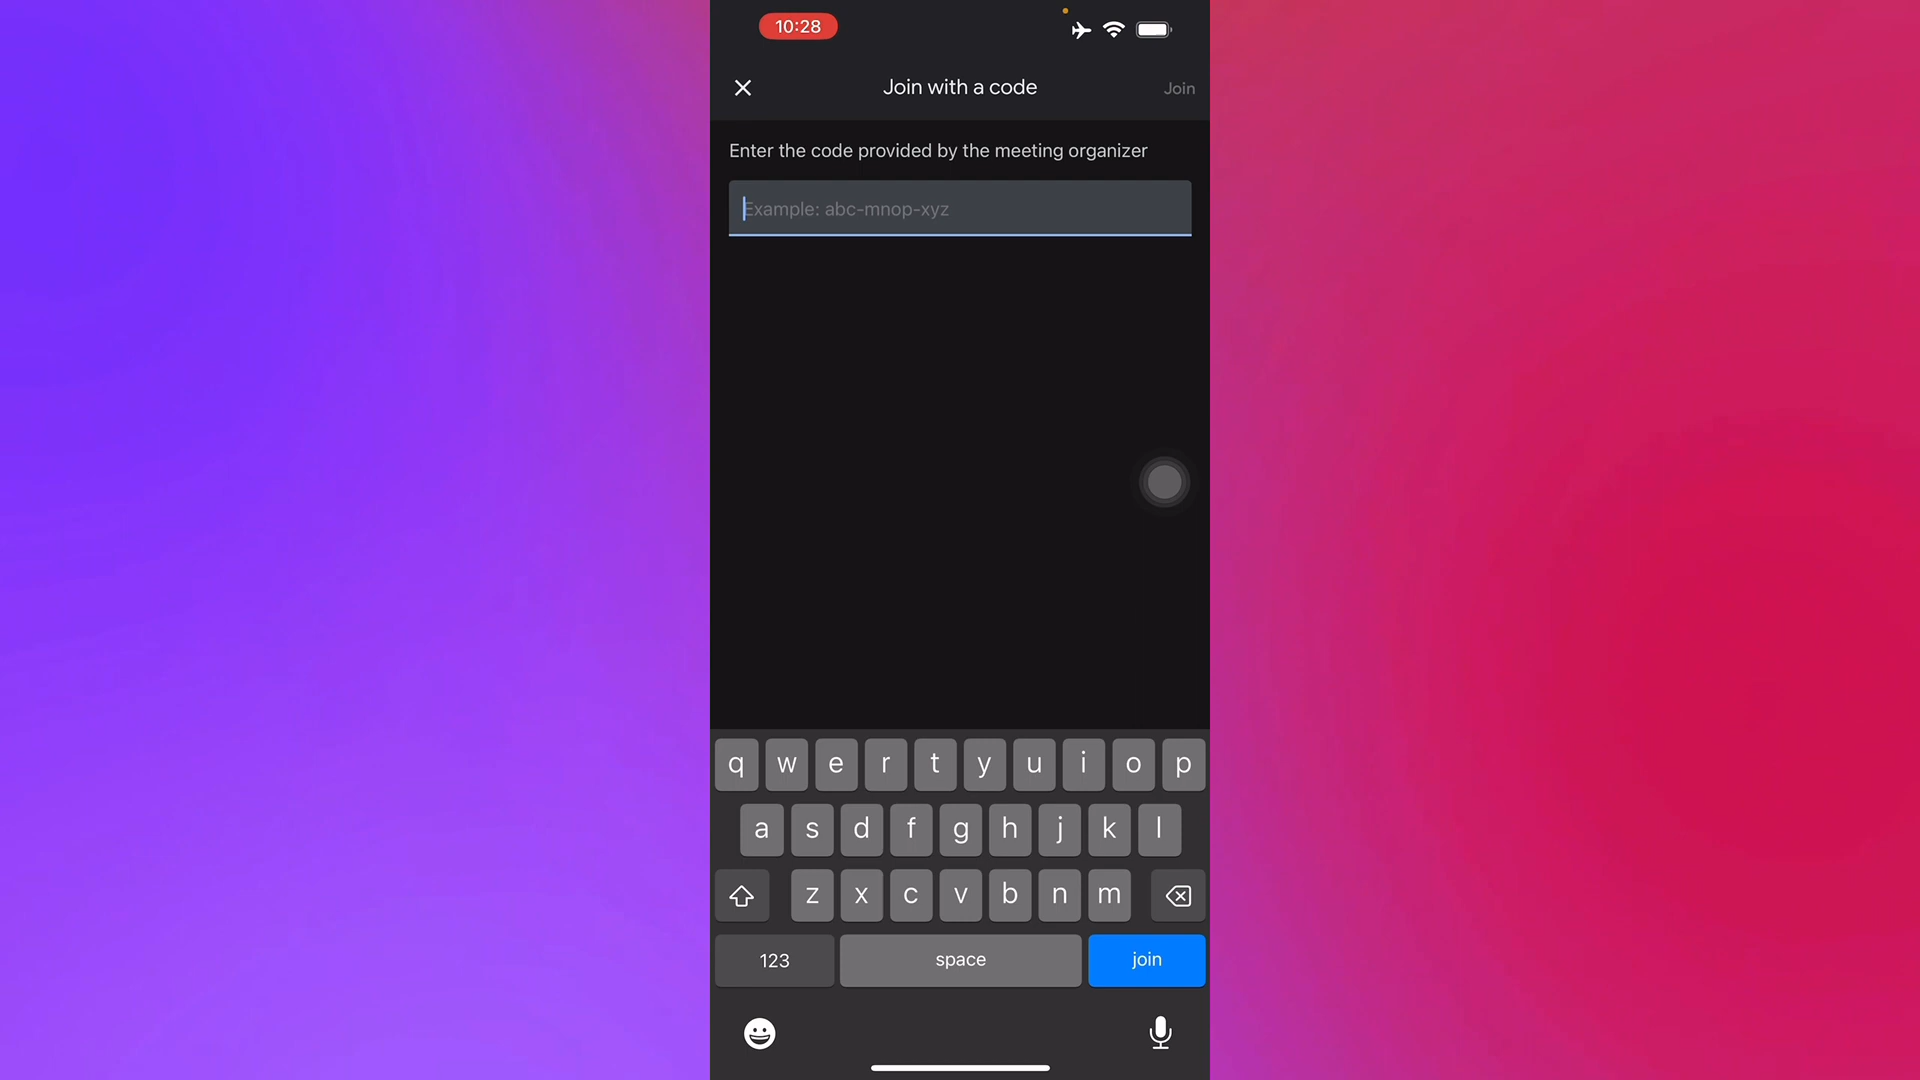 10:28
Join with a code
Join
Enter the code provided by the meeting organizer
Example: abc-mnop-xyz
q w e r t y u i o p
a s d f g h j k l
z x c v b n m
123 space join